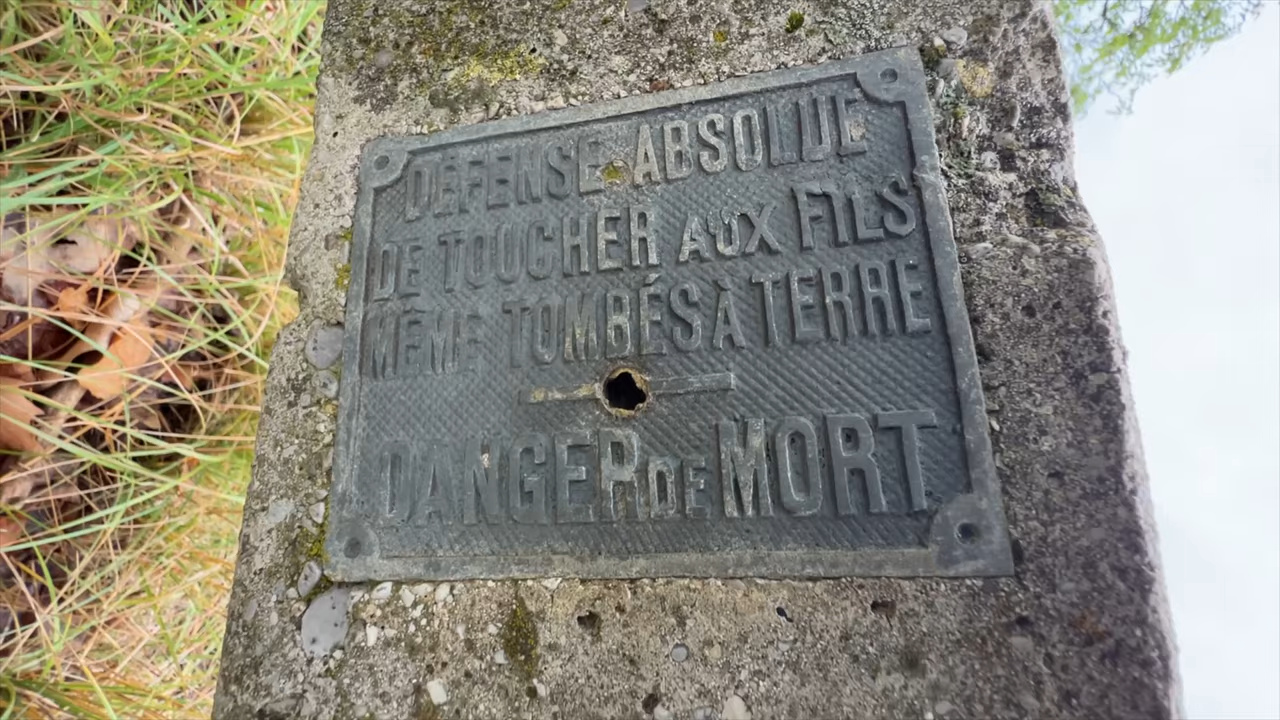 DÉFENSE ABSOLUE
DE TOUCHER AUX FILS
MÊME TOMBÉS À TERRE
DANGER DE MORT